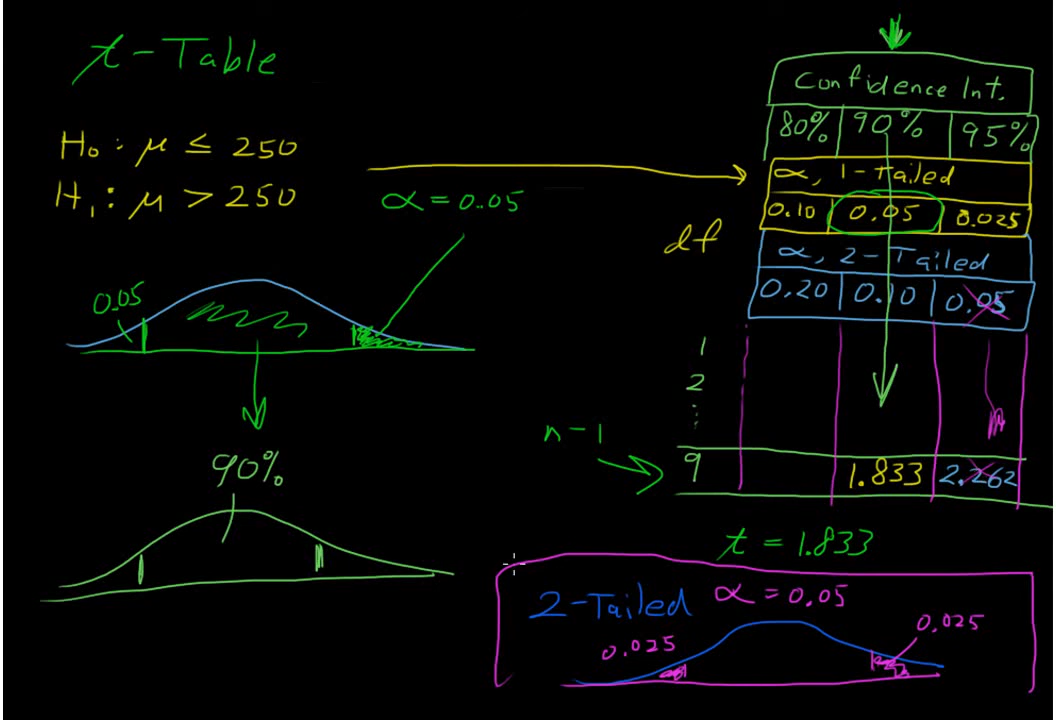 t-Table
H₀: μ ≤ 250
H₁: μ > 250
α = 0.05
0.05
90%
Confidence Int.
80% 90% 95%
α, 1-Tailed
0.10 0.05 0.025
df
α, 2-Tailed
0.20 0.10 0.05
1
2
⋮
n-1
9 1.833 2.262
t = 1.833
2-Tailed α = 0.05
0.025
0.025